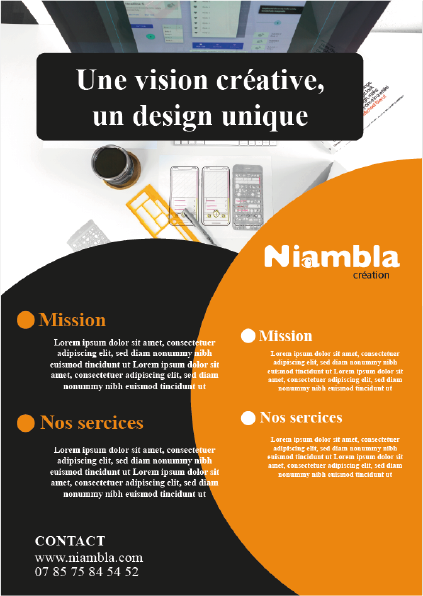 Une vision créative,
un design unique
Niambla
création
Mission
Lorem ipsum dolor sit amet, consectetuer
adipiscing elit, sed diam nonummy nibh
euismod tincidunt ut Lorem ipsum dolor sit
amet, consectetuer adipiscing elit, sed diam
nonummy nibh euismod tincidunt ut
Nos sercices
Lorem ipsum dolor sit amet, consectetuer
adipiscing elit, sed diam nonummy nibh
euismod tincidunt ut Lorem ipsum dolor sit
amet, consectetuer adipiscing elit, sed diam
nonummy nibh euismod tincidunt ut
Mission
Lorem ipsum dolor sit amet, consectetuer
adipiscing elit, sed diam nonummy nibh
euismod tincidunt ut Lorem ipsum dolor sit
amet, consectetuer adipiscing elit, sed diam
nonummy nibh euismod tincidunt ut
Nos sercices
Lorem ipsum dolor sit amet, consectetuer
adipiscing elit, sed diam nonummy nibh
euismod tincidunt ut Lorem ipsum dolor sit
amet, consectetuer adipiscing elit, sed diam
nonummy nibh euismod tincidunt ut
CONTACT
www.niambla.com
07 85 75 84 54 52